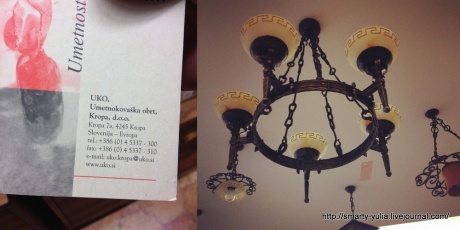 Umetnost
UKO,
Umetnokovaška obrt,
Kropa, d.o.o.
Kropa 7a, 4245 Kropa
Slovenija – Evropa
tel.: +386 (0) 4 5337 - 300
fax: +386 (0) 4 5337 - 310
e-mail: uko.kropa@uko.si
www.uko.si
http://smarty-yulia.livejournal.com/